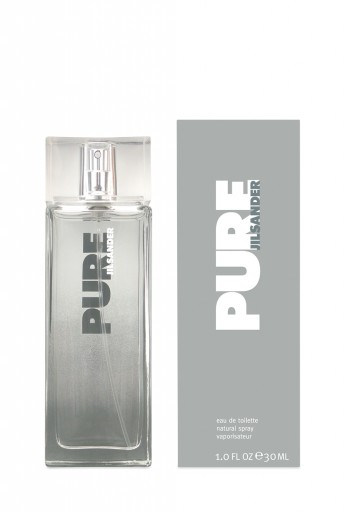 PURE
JILSANDER
PURE
JILSANDER
eau de toilette
natural spray
vaporisateur
1.0 FL OZ ℮ 30 ML